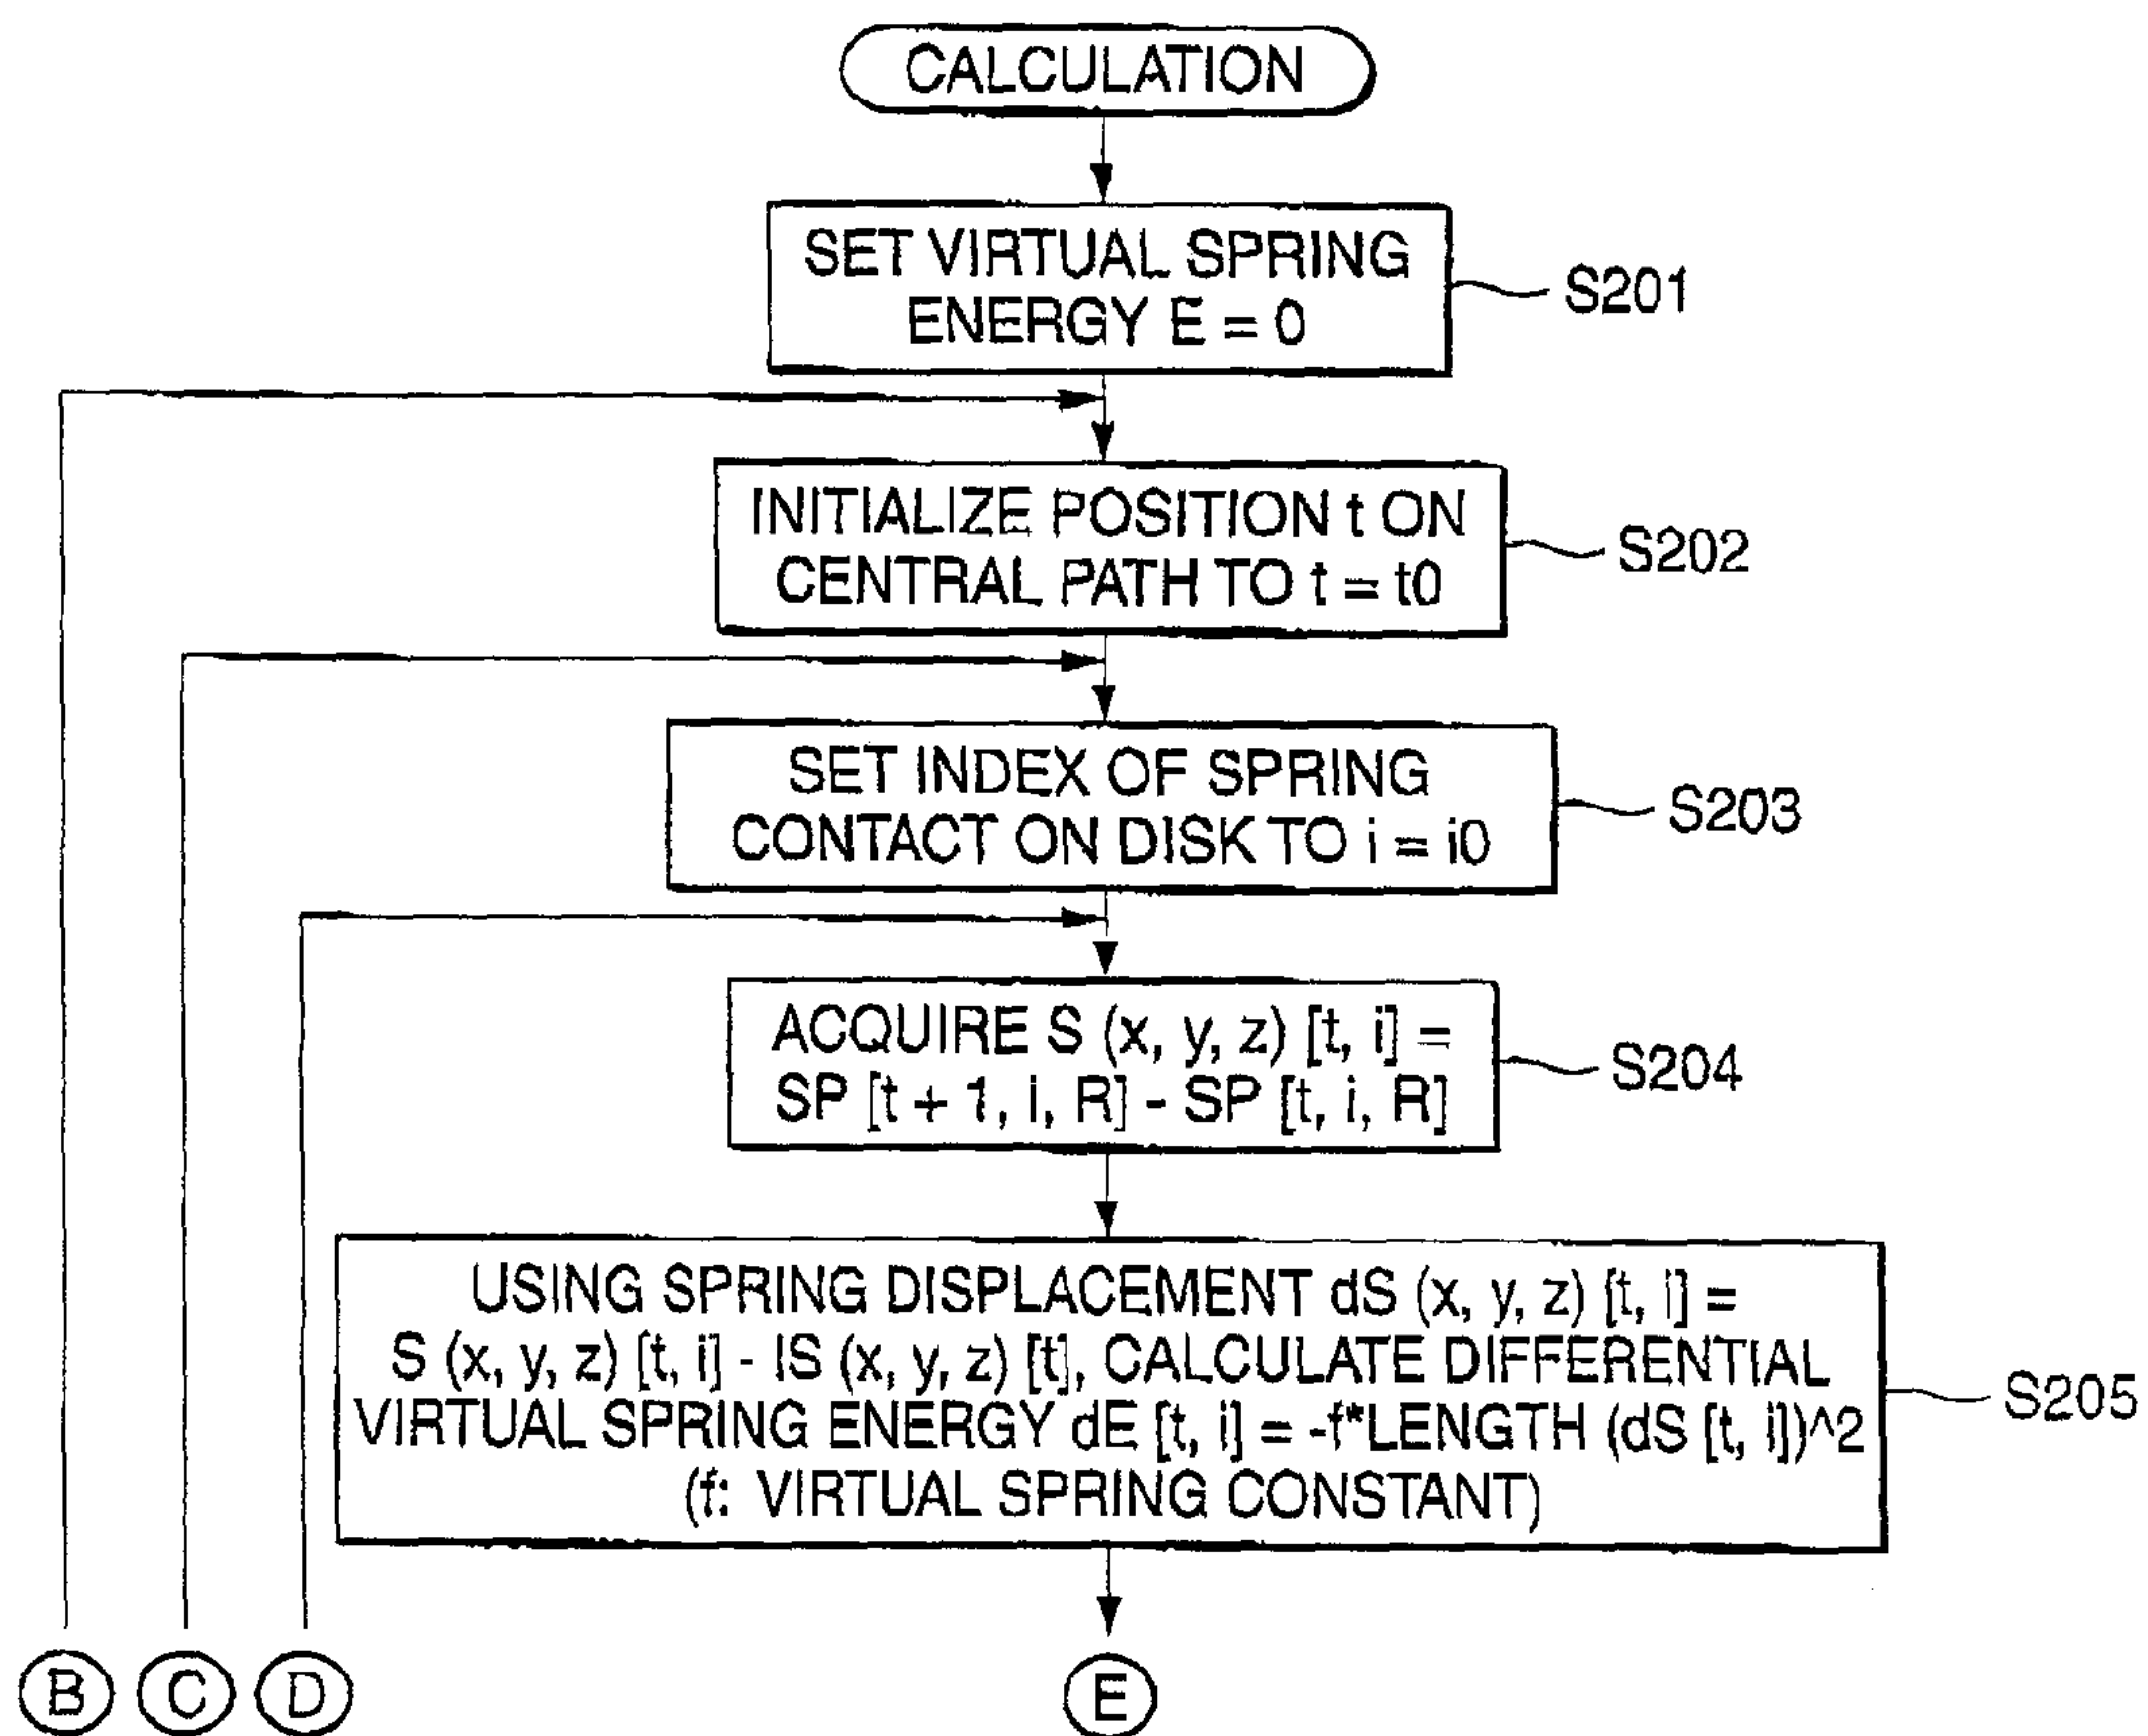 CALCULATION
SET VIRTUAL SPRING
ENERGY E = 0
S201
INITIALIZE POSITION t ON
CENTRAL PATH TO t = t0
S202
SET INDEX OF SPRING
CONTACT ON DISK TO i = i0
S203
ACQUIRE S (x, y, z) [t, i] =
SP [t + 1, i, R] - SP [t, i, R]
S204
USING SPRING DISPLACEMENT dS (x, y, z) [t, i] =
S (x, y, z) [t, i] - IS (x, y, z) [t], CALCULATE DIFFERENTIAL
VIRTUAL SPRING ENERGY dE [t, i] = -f*LENGTH (dS [t, i])^2
(f: VIRTUAL SPRING CONSTANT)
S205
B
C
D
E